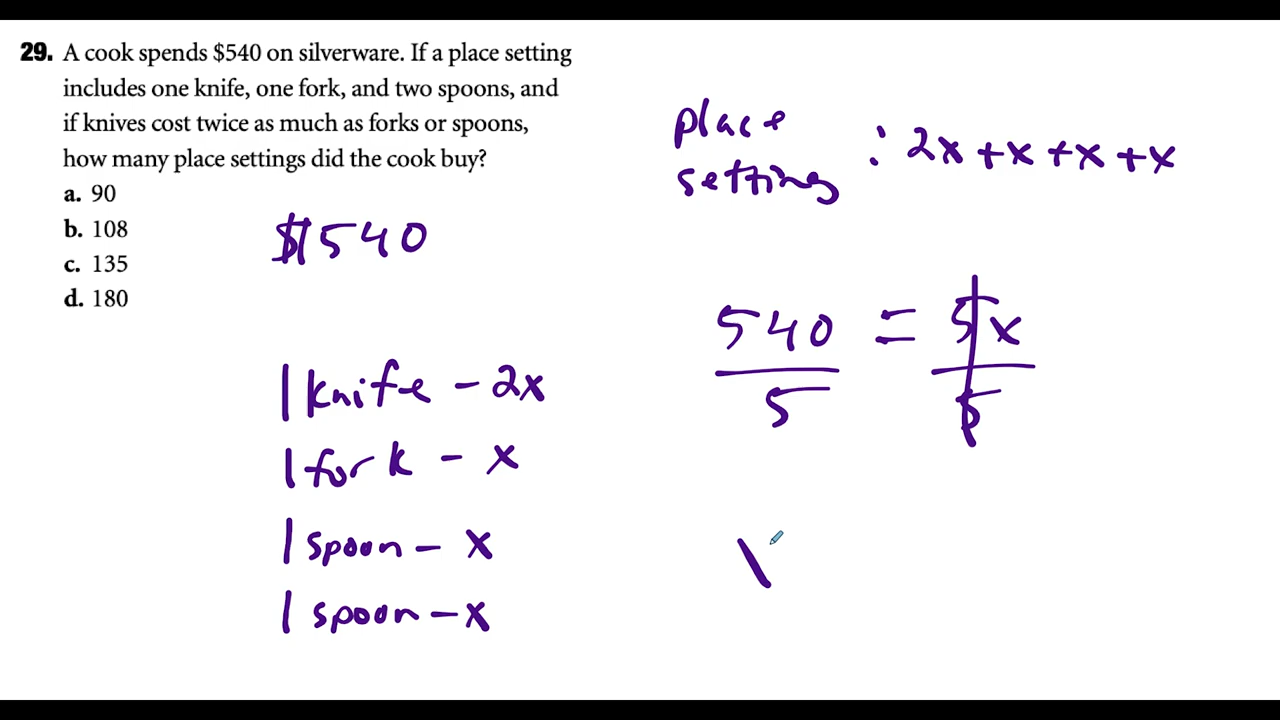 29. A cook spends $540 on silverware. If a place setting
includes one knife, one fork, and two spoons, and
if knives cost twice as much as forks or spoons,
how many place settings did the cook buy?
a. 90
b. 108
c. 135
d. 180
$540
1 knife - 2x
1 fork - x
1 spoon - x
1 spoon - x
place
setting : 2x + x + x + x
540 = 5x
5 5